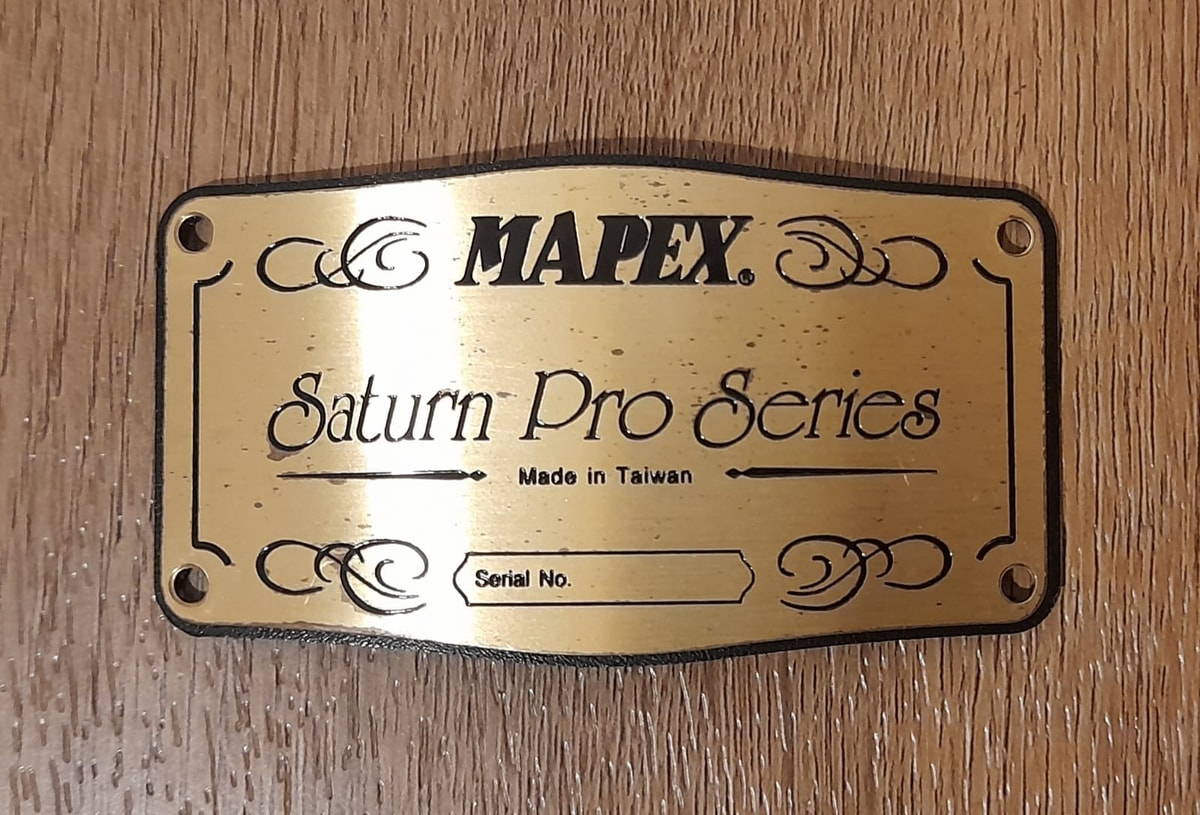 MAPEX®
Saturn Pro Series
Made in Taiwan
Serial No.